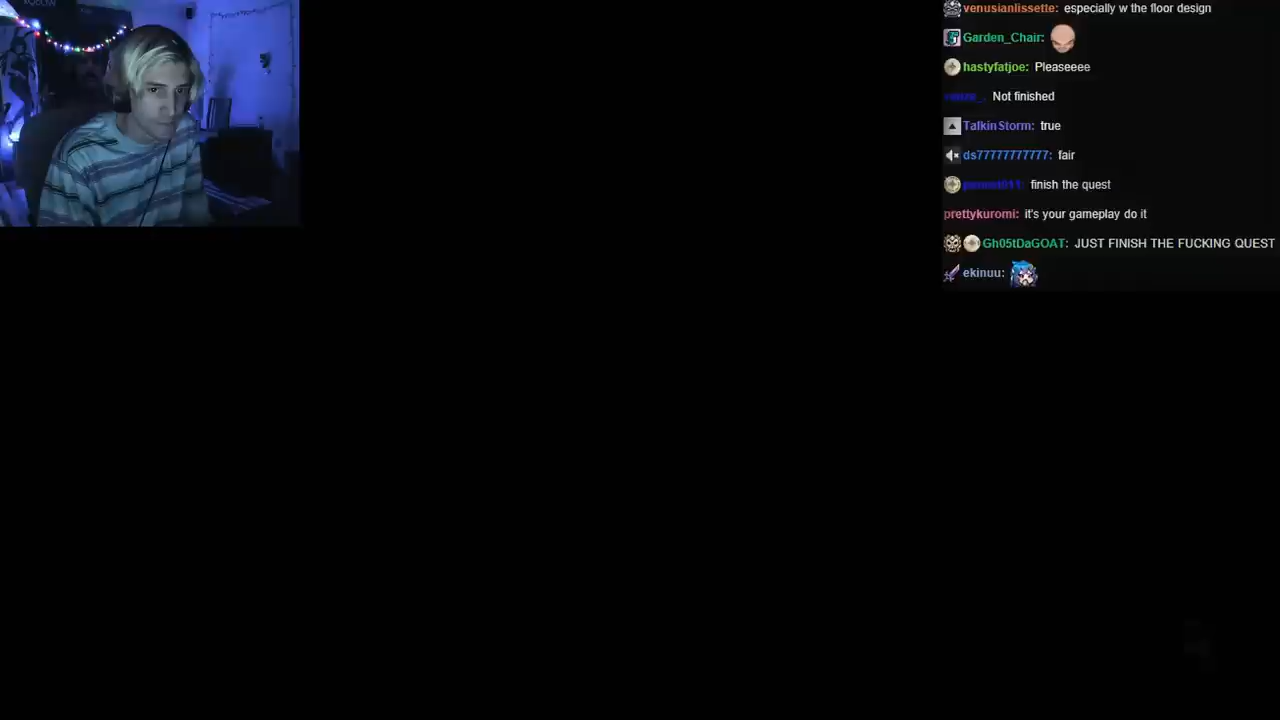 venusianlissette: especially w the floor design
Garden_Chair:
hastyfatjoe: Pleaseeee
Not finished
TalkinStorm: true
ds77777777777: fair
finish the quest
prettykuromi: it's your gameplay do it
Gh05tDaGOAT: JUST FINISH THE FUCKING QUEST
ekinuu: